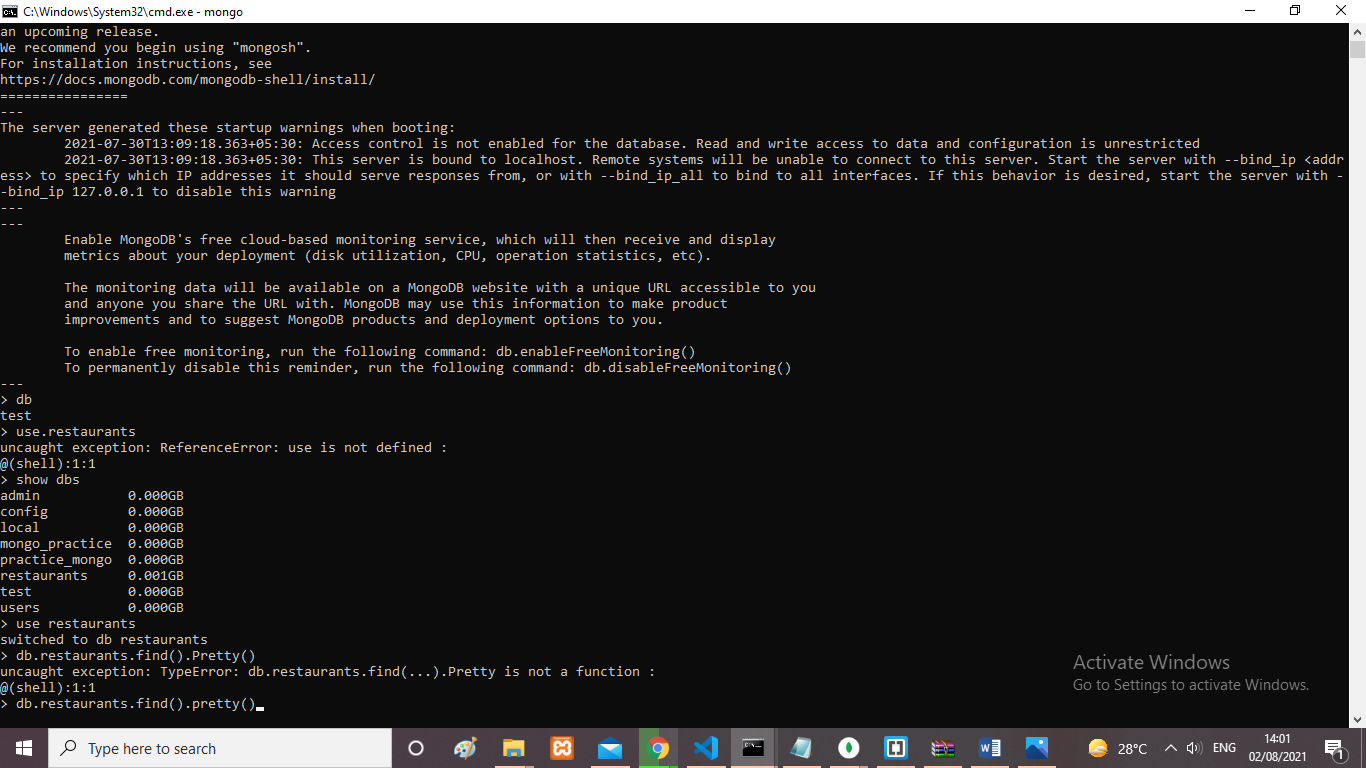 C:\Windows\System32\cmd.exe - mongo
an upcoming release.
We recommend you begin using "mongosh".
For installation instructions, see
https://docs.mongodb.com/mongodb-shell/install/
================
---
The server generated these startup warnings when booting:
        2021-07-30T13:09:18.363+05:30: Access control is not enabled for the database. Read and write access to data and configuration is unrestricted
        2021-07-30T13:09:18.363+05:30: This server is bound to localhost. Remote systems will be unable to connect to this server. Start the server with --bind_ip <addr
ess> to specify which IP addresses it should serve responses from, or with --bind_ip_all to bind to all interfaces. If this behavior is desired, start the server with -
-bind_ip 127.0.0.1 to disable this warning
---
---
        Enable MongoDB's free cloud-based monitoring service, which will then receive and display
        metrics about your deployment (disk utilization, CPU, operation statistics, etc).

        The monitoring data will be available on a MongoDB website with a unique URL accessible to you
        and anyone you share the URL with. MongoDB may use this information to make product
        improvements and to suggest MongoDB products and deployment options to you.

        To enable free monitoring, run the following command: db.enableFreeMonitoring()
        To permanently disable this reminder, run the following command: db.disableFreeMonitoring()
---
> db
test
> use.restaurants
uncaught exception: ReferenceError: use is not defined :
@(shell):1:1
> show dbs
admin           0.000GB
config          0.000GB
local           0.000GB
mongo_practice  0.000GB
practice_mongo  0.000GB
restaurants     0.001GB
test            0.000GB
users           0.000GB
> use restaurants
switched to db restaurants
> db.restaurants.find().Pretty()
uncaught exception: TypeError: db.restaurants.find(...).Pretty is not a function :
@(shell):1:1
> db.restaurants.find().pretty()
Activate Windows
Go to Settings to activate Windows.
Type here to search
28°C
ENG
14:01
02/08/2021
1